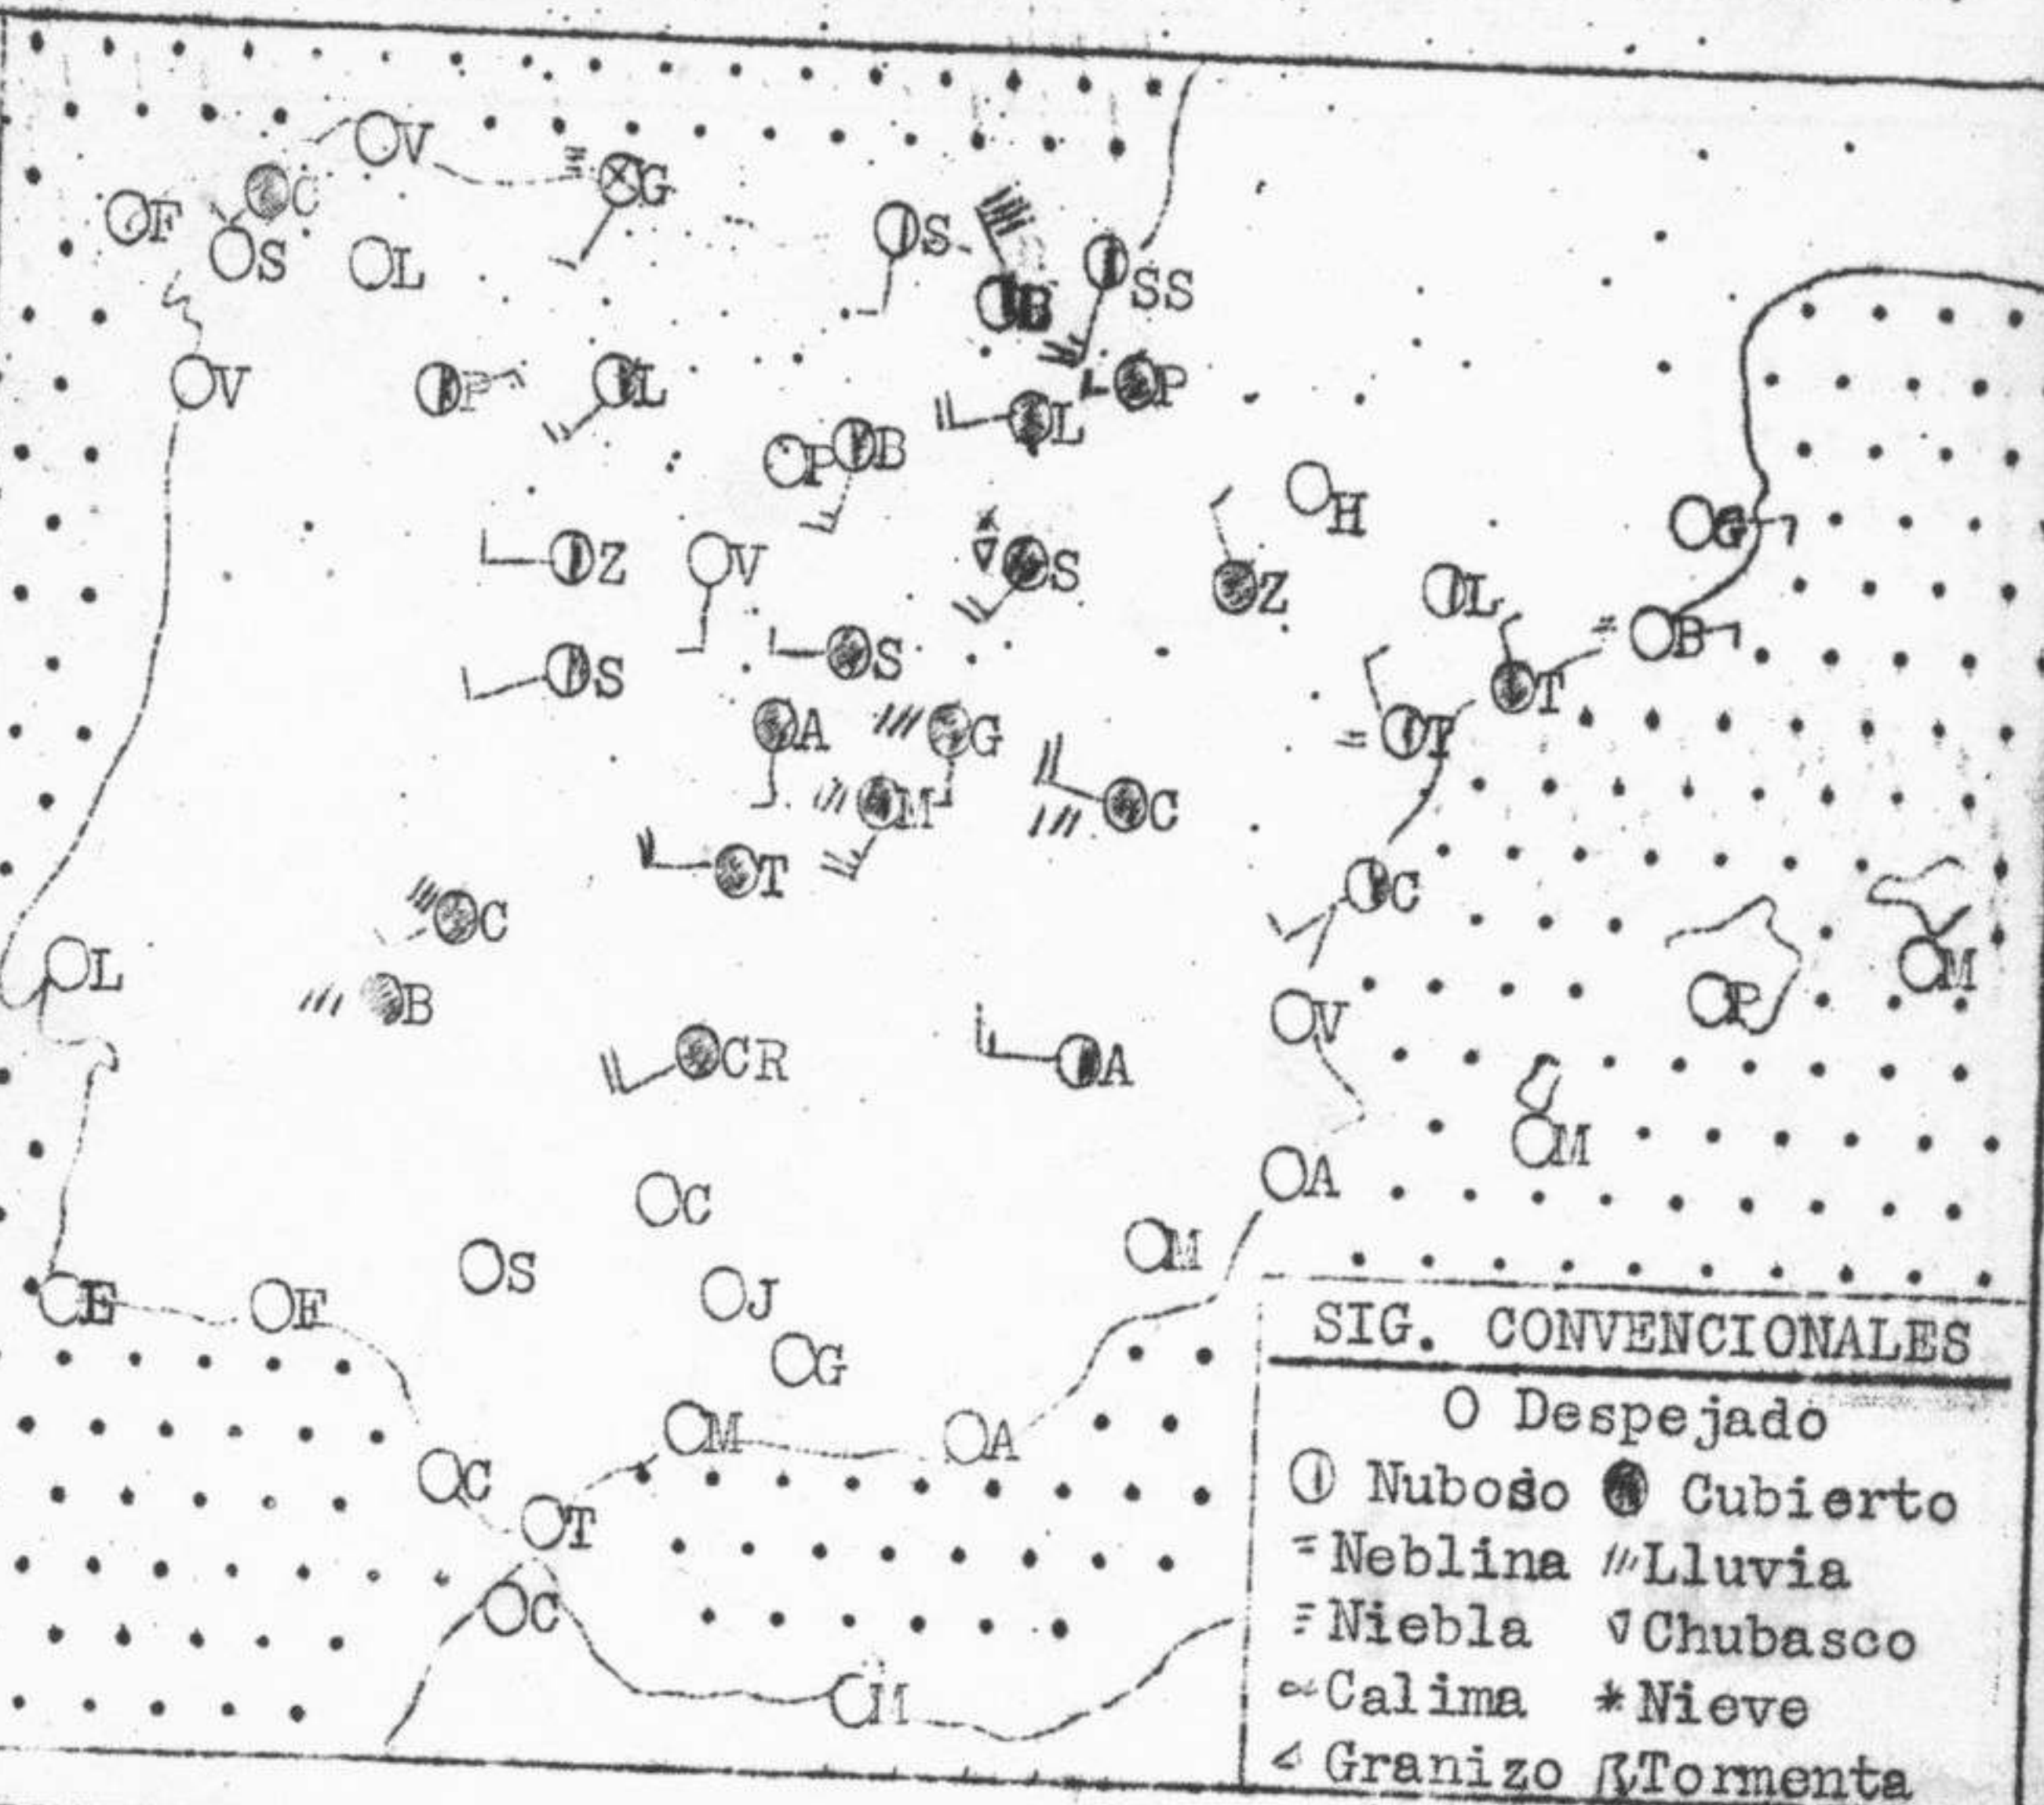 V
G
C
F
S
L
S
B
SS
V
P
L
P
B
L
P
H
G
Z
V
S
Z
L
B
S
S
T
A
G
T
M
C
T
C
C
L
B
M
P
V
CR
A
M
A
C
M
S
J
E
F
G
M
A
C
T
C
M
SIG. CONVENCIONALES
O Despejado
Nuboso Cubierto
Neblina Lluvia
Niebla Chubasco
Calima Nieve
Granizo Tormenta